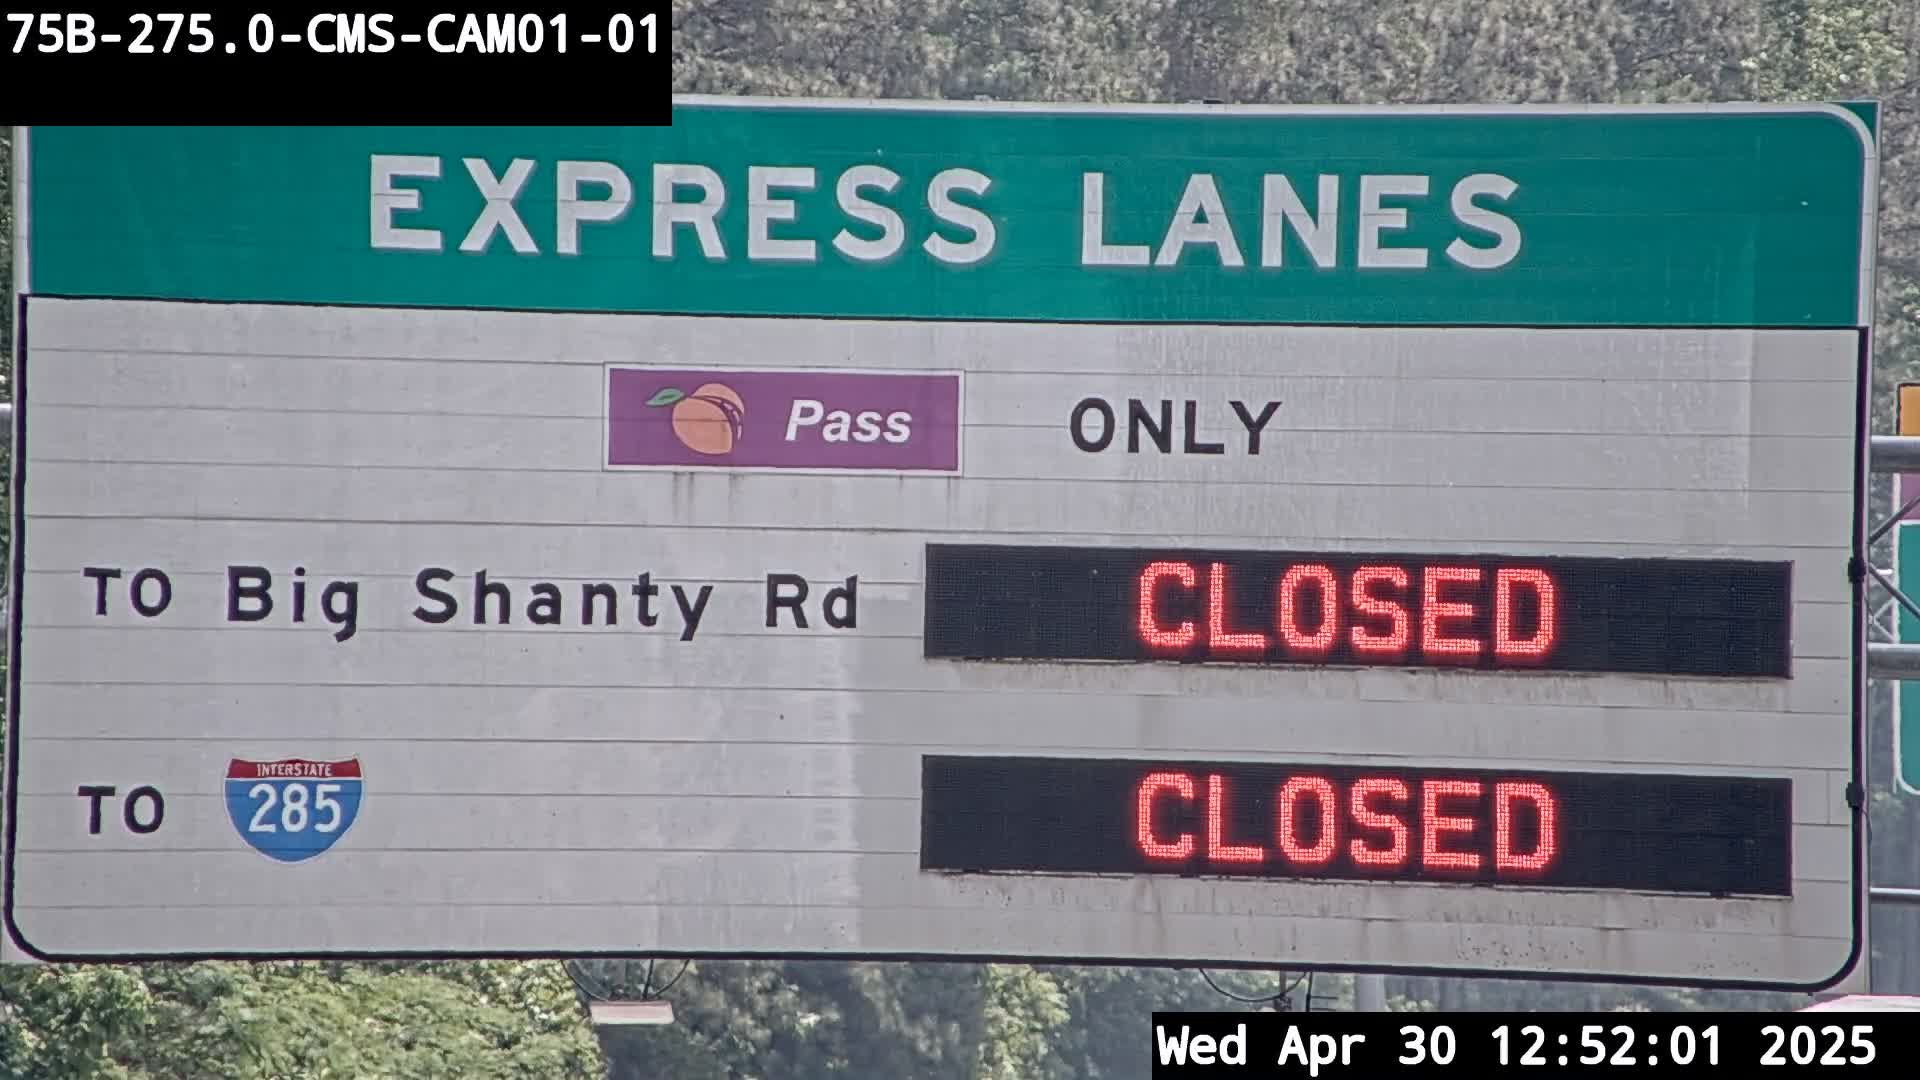 75B-275.0-CMS-CAM01-01
EXPRESS LANES
Pass ONLY
TO Big Shanty Rd CLOSED
INTERSTATE
TO 285 CLOSED
Wed Apr 30 12:52:01 2025